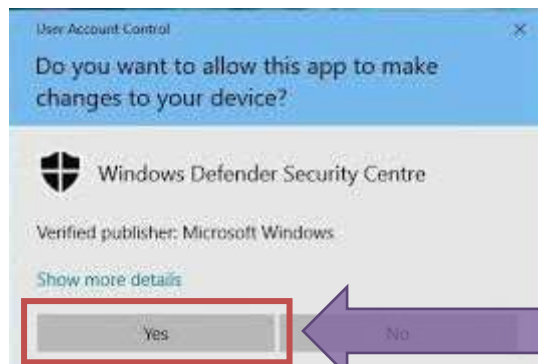 User Account Control
Do you want to allow this app to make
changes to your device?
Windows Defender Security Centre
Verified publisher: Microsoft Windows
Show more details
Yes
No